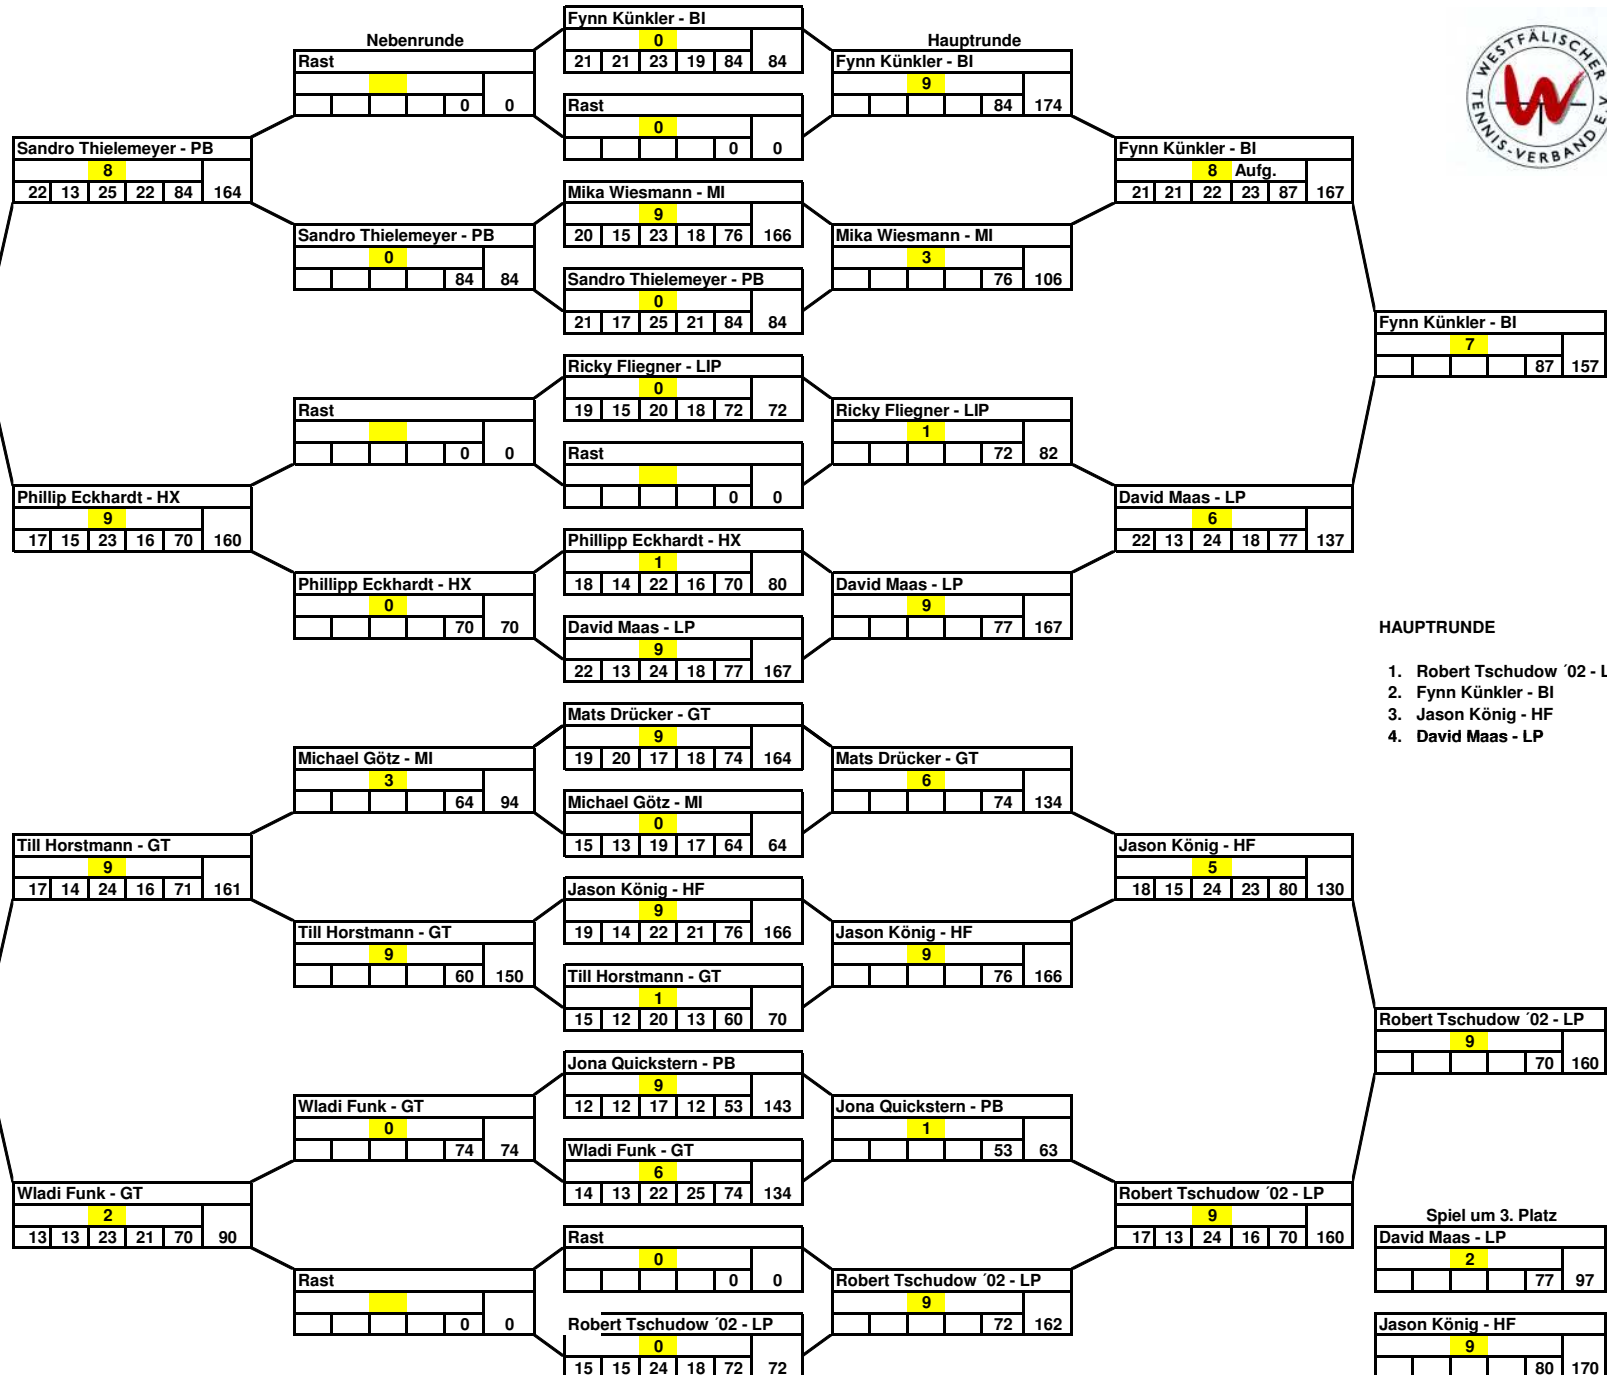 Nebenrunde
Hauptrunde
WESTFÄLISCHER TENNIS-VERBAND E.V.
Sandro Thielemeyer - PB
8
22 13 25 22 84 164
Phillip Eckhardt - HX
9
17 15 23 16 70 160
Till Horstmann - GT
9
17 14 24 16 71 161
Wladi Funk - GT
2
13 13 23 21 70 90
Rast
0 0
Sandro Thielemeyer - PB
0
84 84
Rast
0 0
Phillipp Eckhardt - HX
0
70 70
Michael Götz - MI
3
64 94
Till Horstmann - GT
9
60 150
Wladi Funk - GT
0
74 74
Rast
0 0
Fynn Künkler - BI
0
21 21 23 19 84 84
Rast
0
0 0
Mika Wiesmann - MI
9
20 15 23 18 76 166
Sandro Thielemeyer - PB
0
21 17 25 21 84 84
Ricky Fliegner - LIP
0
19 15 20 18 72 72
Rast
0 0
Phillipp Eckhardt - HX
1
18 14 22 16 70 80
David Maas - LP
9
22 13 24 18 77 167
Mats Drücker - GT
9
19 20 17 18 74 164
Michael Götz - MI
0
15 13 19 17 64 64
Jason König - HF
9
19 14 22 21 76 166
Till Horstmann - GT
1
15 12 20 13 60 70
Jona Quickstern - PB
9
12 12 17 12 53 143
Wladi Funk - GT
6
14 13 22 25 74 134
Rast
0
0 0
Robert Tschudow ´02 - LP
0
15 15 24 18 72 72
Fynn Künkler - BI
9
84 174
Mika Wiesmann - MI
3
76 106
Ricky Fliegner - LIP
1
72 82
David Maas - LP
9
77 167
Mats Drücker - GT
6
74 134
Jason König - HF
9
76 166
Jona Quickstern - PB
1
53 63
Robert Tschudow ´02 - LP
9
72 162
Fynn Künkler - BI
8 Aufg.
21 21 22 23 87 167
David Maas - LP
6
22 13 24 18 77 137
Jason König - HF
5
18 15 24 23 80 130
Robert Tschudow ´02 - LP
9
17 13 24 16 70 160
Fynn Künkler - BI
7
87 157
HAUPTRUNDE
1. Robert Tschudow ´02 - L
2. Fynn Künkler - BI
3. Jason König - HF
4. David Maas - LP
Robert Tschudow ´02 - LP
9
70 160
Spiel um 3. Platz
David Maas - LP
2
77 97
Jason König - HF
9
80 170